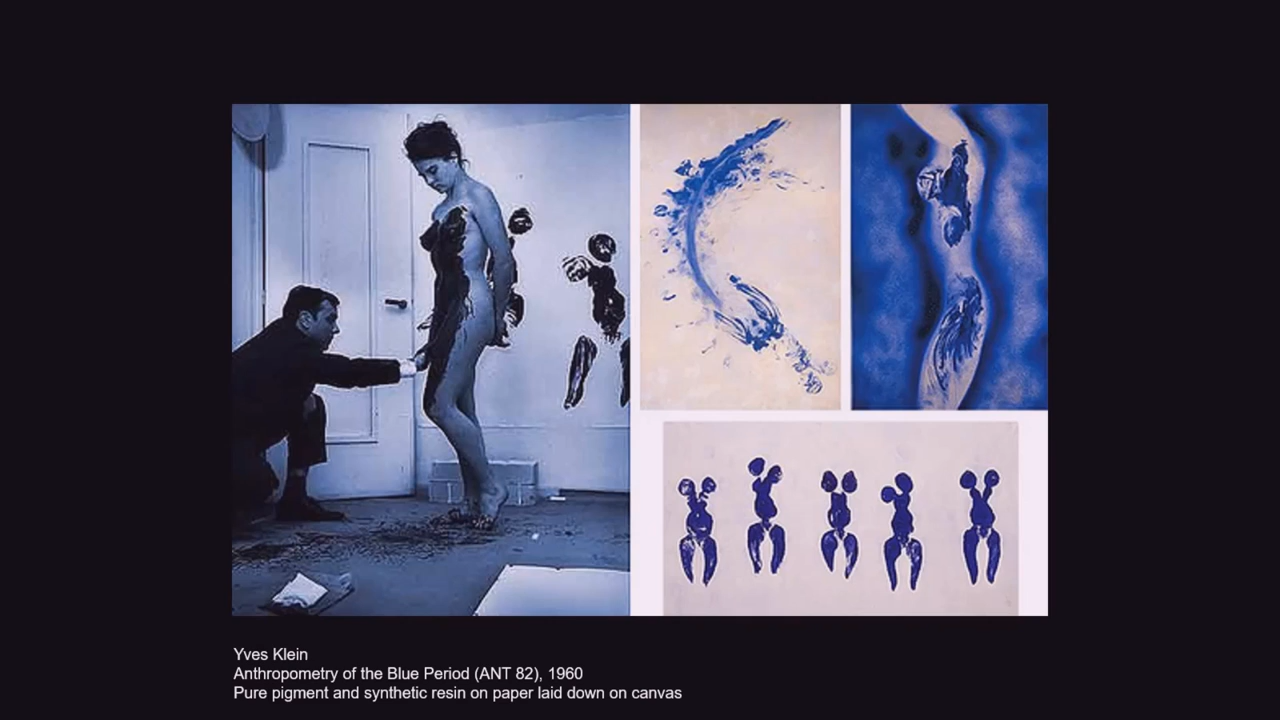 Yves Klein
Anthropometry of the Blue Period (ANT 82), 1960
Pure pigment and synthetic resin on paper laid down on canvas